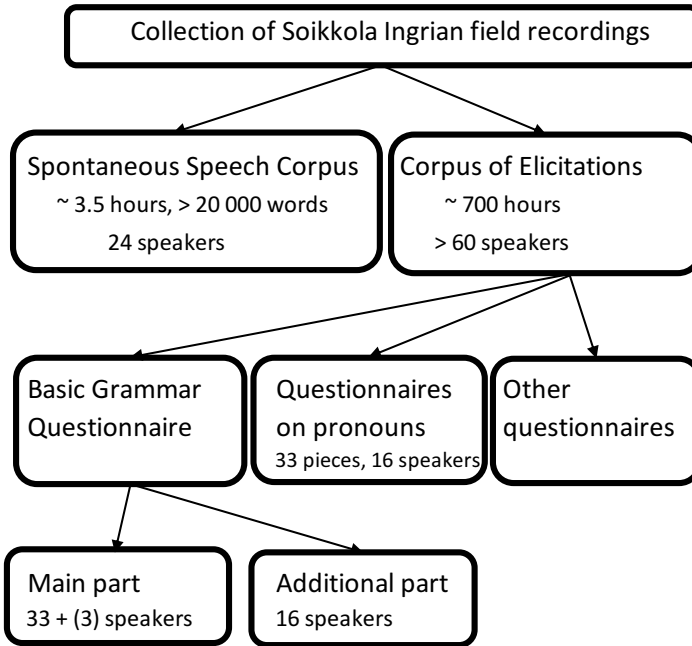 Collection of Soikkola Ingrian field recordings
Spontaneous Speech Corpus
~ 3.5 hours, > 20 000 words
24 speakers
Corpus of Elicitations
~ 700 hours
> 60 speakers
Basic Grammar
Questionnaire
Questionnaires
on pronouns
33 pieces, 16 speakers
Other
questionnaires
Main part
33 + (3) speakers
Additional part
16 speakers